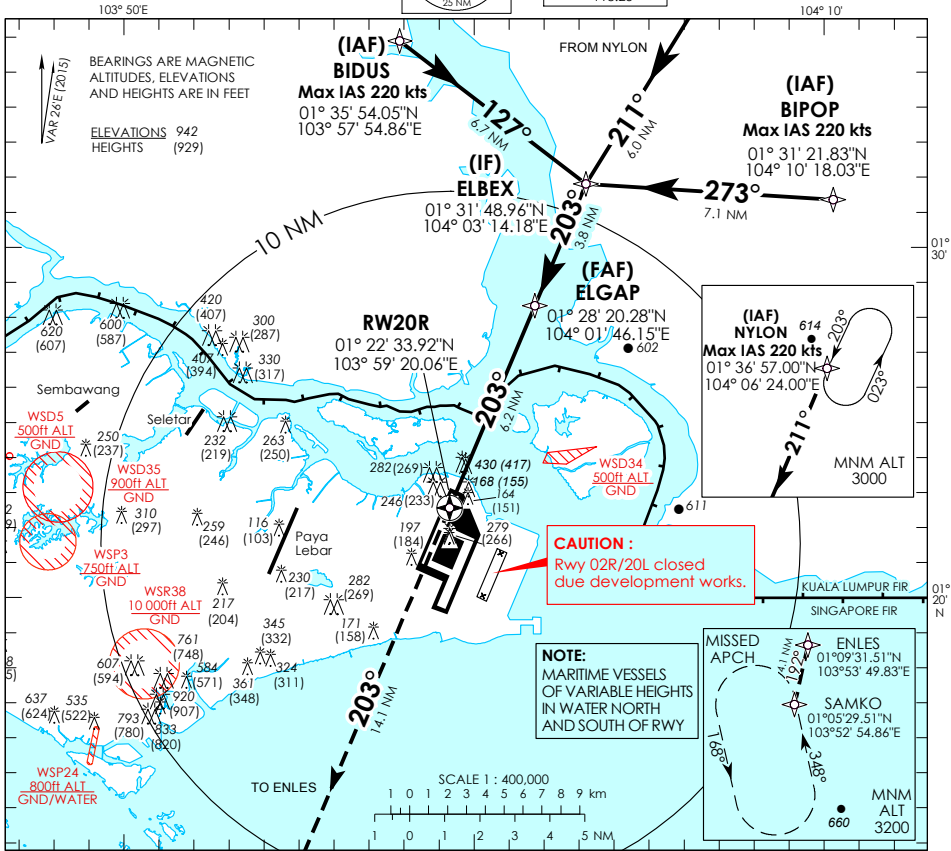 25 NM
103° 50'E
104° 10'
VAR 26'E (2015)
BEARINGS ARE MAGNETIC
ALTITUDES, ELEVATIONS
AND HEIGHTS ARE IN FEET
ELEVATIONS 942
HEIGHTS (929)
(IAF)
BIDUS
Max IAS 220 kts
01° 35' 54.05"N
103° 57' 54.86"E
127°
6.7 NM
FROM NYLON
211°
6.0 NM
(IAF)
BIPOP
Max IAS 220 kts
01° 31' 21.83"N
104° 10' 18.03"E
273°
7.1 NM
(IF)
ELBEX
01° 31' 48.96"N
104° 03' 14.18"E
203°
3.8 NM
10 NM
01°
30'
(FAF)
ELGAP
01° 28' 20.28"N
104° 01' 46.15"E
602
RW20R
01° 22' 33.92"N
103° 59' 20.06"E
203°
6.2 NM
(IAF)
NYLON
Max IAS 220 kts
01° 36' 57.00"N
104° 06' 24.00"E
614
203°
023°
211°
MNM ALT
3000
620
(607)
600
(587)
420
(407)
300
(287)
407
(394)
330
(317)
Sembawang
Seletar
WSD5
500ft ALT
GND
250
(237)
232
(219)
263
(250)
WSD35
900ft ALT
GND
310
(297)
259
(246)
116
(103)
Paya
Lebar
282 (269)
430 (417)
168 (155)
246 (233)
164
(151)
197
(184)
279
(266)
WSD34
500ft ALT
GND
611
CAUTION :
Rwy 02R/20L closed
due development works.
KUALA LUMPUR FIR
SINGAPORE FIR
01°
20'
N
WSP3
750ft ALT
GND
WSR38
10 000ft ALT
GND
217
(204)
230
(217)
282
(269)
171
(158)
345
(332)
324
(311)
361
(348)
761
(748)
607
(594)
584
(571)
920
(907)
793
(780)
833
(820)
637
(624)
535
(522)
WSP24
800ft ALT
GND/WATER
203°
14.1 NM
TO ENLES
NOTE:
MARITIME VESSELS
OF VARIABLE HEIGHTS
IN WATER NORTH
AND SOUTH OF RWY
MISSED
APCH
ENLES
01°09'31.51"N
103°53' 49.83"E
4.1 NM
192°
SAMKO
01°05'29.51"N
103°52' 54.86"E
168°
348°
660
MNM
ALT
3200
SCALE 1 : 400,000
1 0 1 2 3 4 5 6 7 8 9 km
1 0 1 2 3 4 5 NM